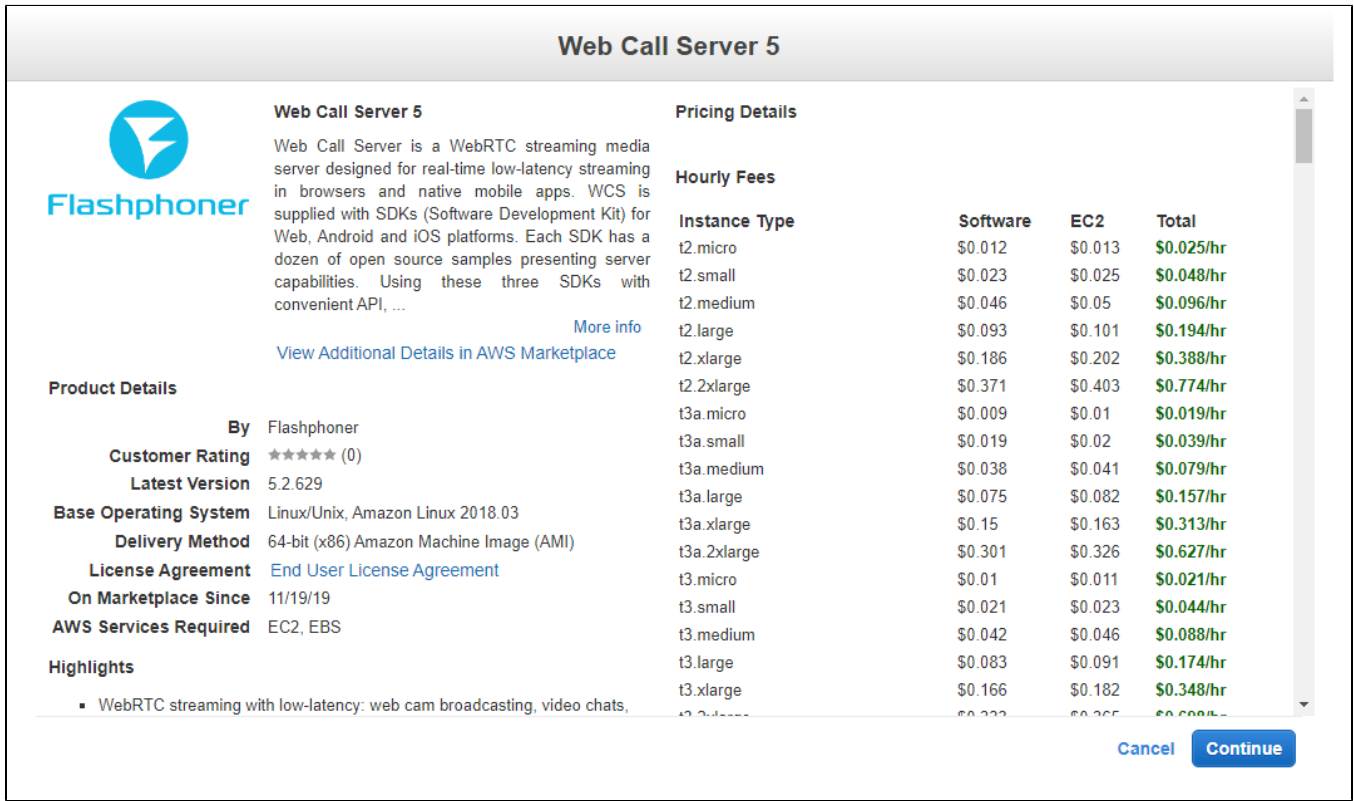 Web Call Server 5
Flashphoner
Web Call Server 5
Web Call Server is a WebRTC streaming media
server designed for real-time low-latency streaming
in browsers and native mobile apps. WCS is
supplied with SDKs (Software Development Kit) for
Web, Android and iOS platforms. Each SDK has a
dozen of open source samples presenting server
capabilities. Using these three SDKs with
convenient API, ...
More info
View Additional Details in AWS Marketplace
Product Details
By Flashphoner
Customer Rating ★★★★★ (0)
Latest Version 5.2.629
Base Operating System Linux/Unix, Amazon Linux 2018.03
Delivery Method 64-bit (x86) Amazon Machine Image (AMI)
License Agreement End User License Agreement
On Marketplace Since 11/19/19
AWS Services Required EC2, EBS
Highlights
▪ WebRTC streaming with low-latency: web cam broadcasting, video chats,
Pricing Details
Hourly Fees
Instance Type Software EC2 Total
t2.micro $0.012 $0.013 $0.025/hr
t2.small $0.023 $0.025 $0.048/hr
t2.medium $0.046 $0.05 $0.096/hr
t2.large $0.093 $0.101 $0.194/hr
t2.xlarge $0.186 $0.202 $0.388/hr
t2.2xlarge $0.371 $0.403 $0.774/hr
t3a.micro $0.009 $0.01 $0.019/hr
t3a.small $0.019 $0.02 $0.039/hr
t3a.medium $0.038 $0.041 $0.079/hr
t3a.large $0.075 $0.082 $0.157/hr
t3a.xlarge $0.15 $0.163 $0.313/hr
t3a.2xlarge $0.301 $0.326 $0.627/hr
t3.micro $0.01 $0.011 $0.021/hr
t3.small $0.021 $0.023 $0.044/hr
t3.medium $0.042 $0.046 $0.088/hr
t3.large $0.083 $0.091 $0.174/hr
t3.xlarge $0.166 $0.182 $0.348/hr
Cancel Continue